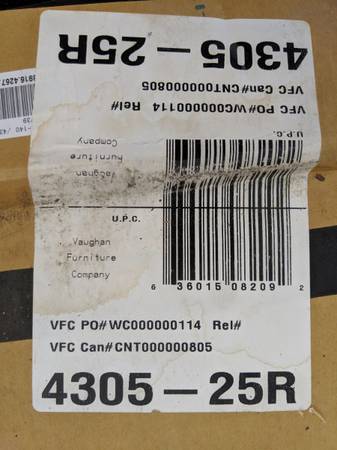 4305-25R
VFC Can#CNT000000805
VFC PO#WC000000114 Rel#
U.P.C.
Vaughan
Furniture
Company
U.P.C.
Vaughan
Furniture
Company
6 36015 08209 2
VFC PO#WC000000114 Rel#
VFC Can#CNT000000805
4305-25R